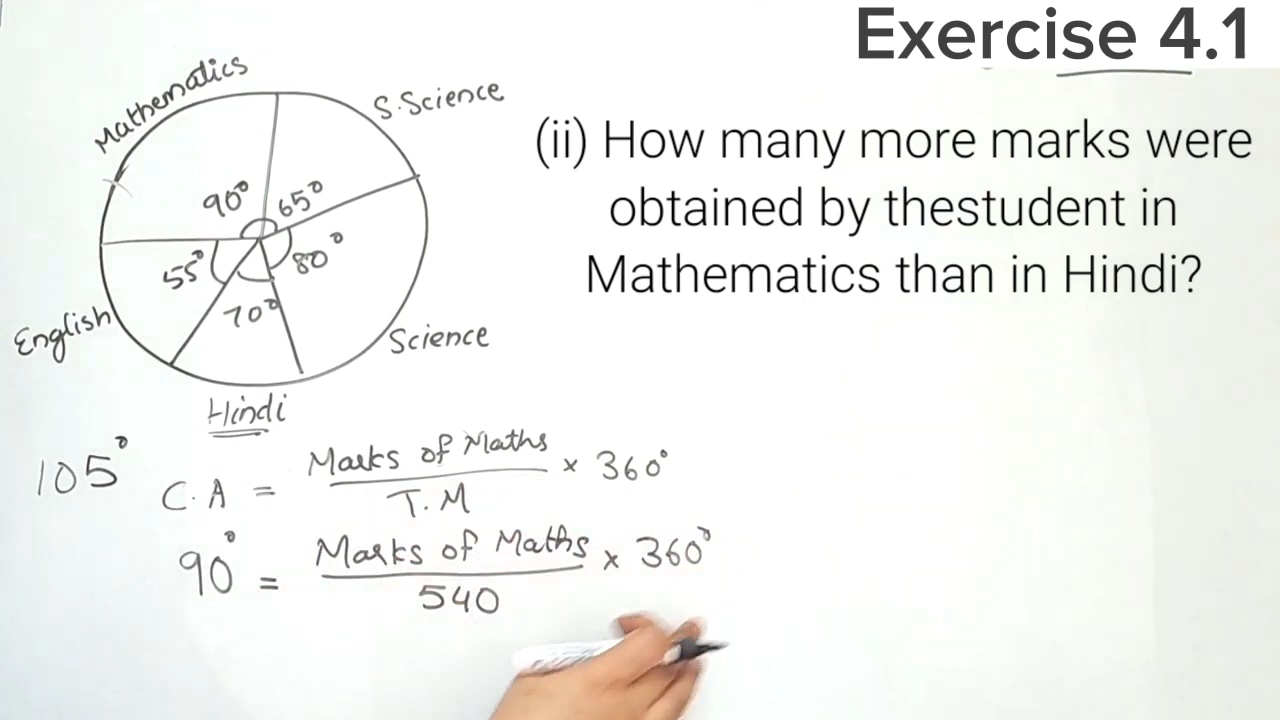 Exercise 4.1
(ii) How many more marks were
obtained by thestudent in
Mathematics than in Hindi?
Mathematics
S.Science
90°
65°
55°
80°
70°
English
Science
Hindi
105°
C.A = Marks of Maths / T.M × 360°
90° = Marks of Maths / 540 × 360°